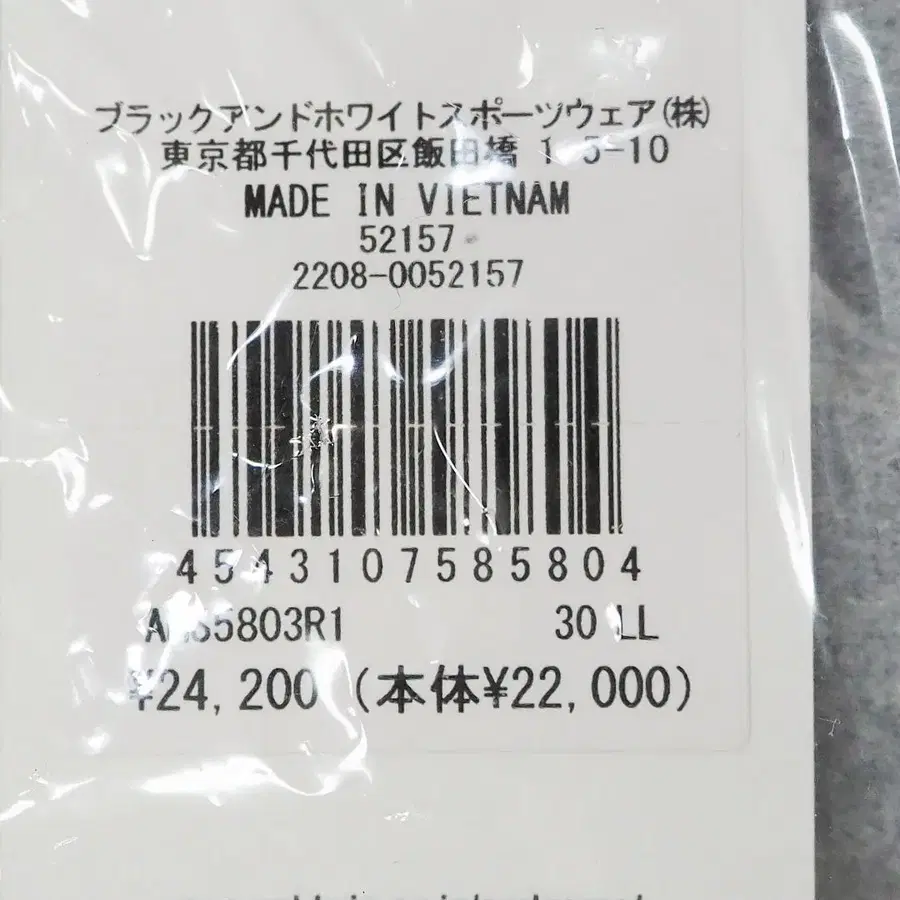 ブラックアンドホワイトスポーツウェア(株)
東京都千代田区飯田橋 1 5-10
MADE IN VIETNAM
52157
2208-0052157
4543107585804
30 LL
¥24,200 (本体¥22,000)